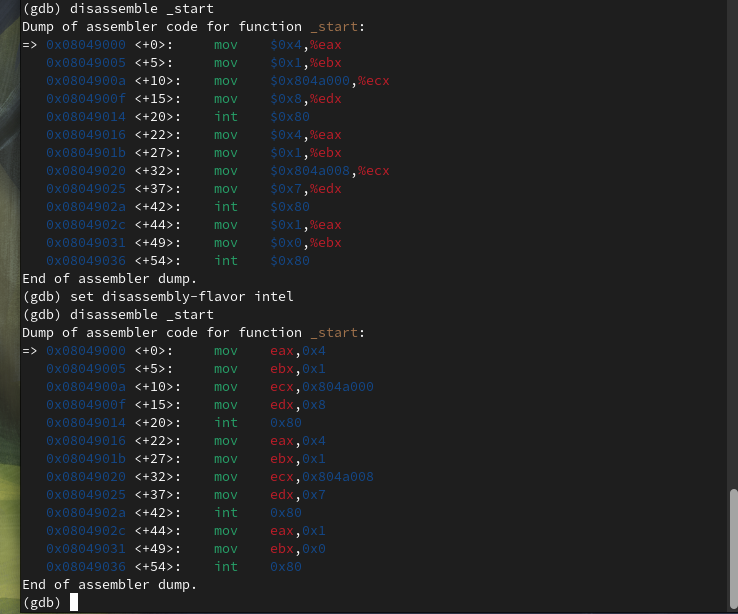 (gdb) disassemble _start
Dump of assembler code for function _start:
=> 0x08049000 <+0>:     mov    $0x4,%eax
   0x08049005 <+5>:     mov    $0x1,%ebx
   0x0804900a <+10>:    mov    $0x804a000,%ecx
   0x0804900f <+15>:    mov    $0x8,%edx
   0x08049014 <+20>:    int    $0x80
   0x08049016 <+22>:    mov    $0x4,%eax
   0x0804901b <+27>:    mov    $0x1,%ebx
   0x08049020 <+32>:    mov    $0x804a008,%ecx
   0x08049025 <+37>:    mov    $0x7,%edx
   0x0804902a <+42>:    int    $0x80
   0x0804902c <+44>:    mov    $0x1,%eax
   0x08049031 <+49>:    mov    $0x0,%ebx
   0x08049036 <+54>:    int    $0x80
End of assembler dump.
(gdb) set disassembly-flavor intel
(gdb) disassemble _start
Dump of assembler code for function _start:
=> 0x08049000 <+0>:     mov    eax,0x4
   0x08049005 <+5>:     mov    ebx,0x1
   0x0804900a <+10>:    mov    ecx,0x804a000
   0x0804900f <+15>:    mov    edx,0x8
   0x08049014 <+20>:    int    0x80
   0x08049016 <+22>:    mov    eax,0x4
   0x0804901b <+27>:    mov    ebx,0x1
   0x08049020 <+32>:    mov    ecx,0x804a008
   0x08049025 <+37>:    mov    edx,0x7
   0x0804902a <+42>:    int    0x80
   0x0804902c <+44>:    mov    eax,0x1
   0x08049031 <+49>:    mov    ebx,0x0
   0x08049036 <+54>:    int    0x80
End of assembler dump.
(gdb)